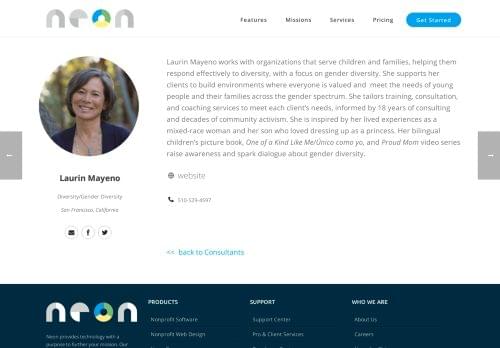 neon
Features
Missions
Services
Pricing
Get Started
Laurin Mayeno works with organizations that serve children and families, helping them
respond effectively to diversity, with a focus on gender diversity. She supports her
clients to build environments where everyone is valued and meet the needs of young
people and their families across the gender spectrum. She tailors training, consultation,
and coaching services to meet each client's needs, informed by 18 years of consulting
and decades of community activism. She is inspired by her lived experiences as a
mixed-race woman and her son who loved dressing up as a princess. Her bilingual
children's picture book, One of a Kind Like Me/Único como yo, and Proud Mom video series
raise awareness and spark dialogue about gender diversity.
←
→
Laurin Mayeno
Diversity/Gender Diversity
San Francisco, California
website
510-529-4597
<< back to Consultants
neon
Neon provides technology with a
purpose to further your mission. Our
PRODUCTS
Nonprofit Software
Nonprofit Web Design
SUPPORT
Support Center
Pro & Client Services
WHO WE ARE
About Us
Careers